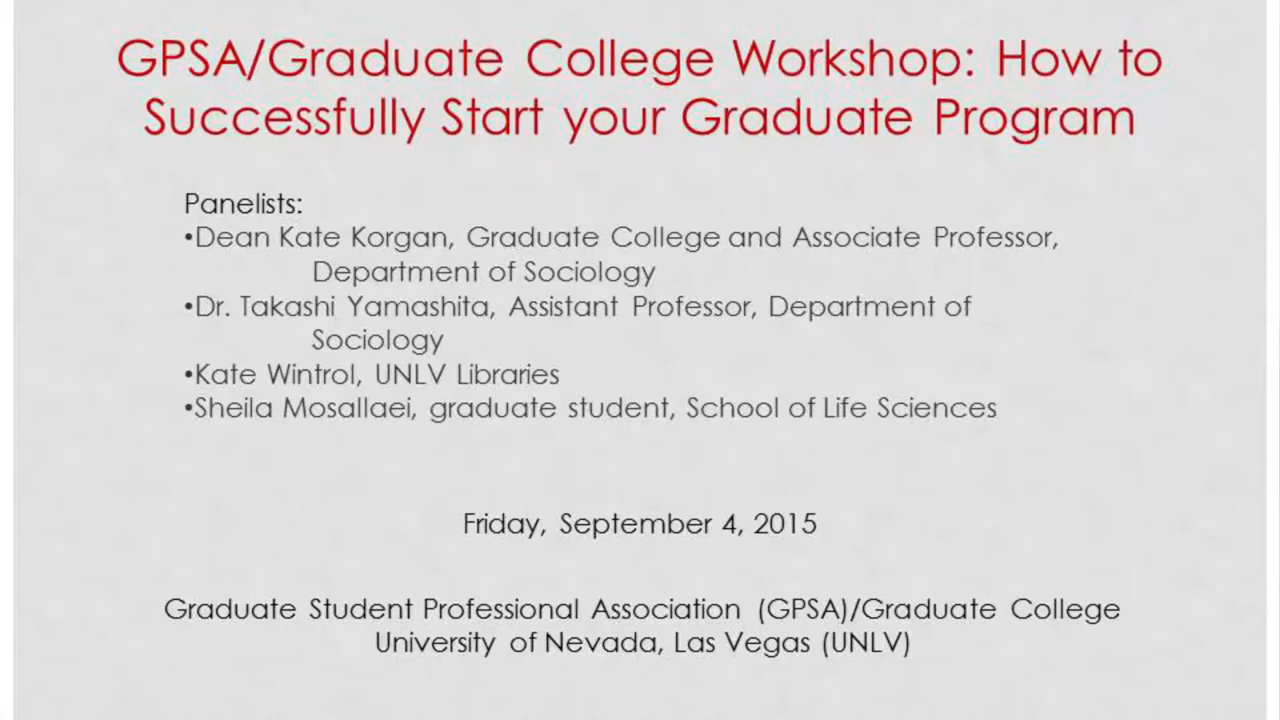 GPSA/Graduate College Workshop: How to
Successfully Start your Graduate Program
Panelists:
•Dean Kate Korgan, Graduate College and Associate Professor,
Department of Sociology
•Dr. Takashi Yamashita, Assistant Professor, Department of
Sociology
•Kate Wintrol, UNLV Libraries
•Sheila Mosallaei, graduate student, School of Life Sciences
Friday, September 4, 2015
Graduate Student Professional Association (GPSA)/Graduate College
University of Nevada, Las Vegas (UNLV)